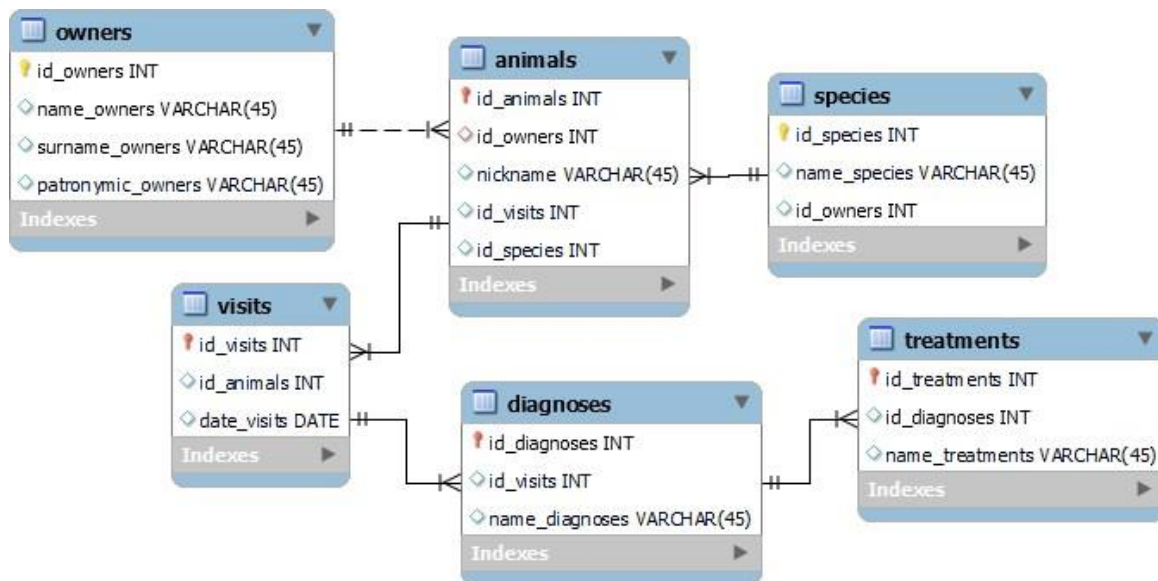 owners
id_owners INT
name_owners VARCHAR(45)
surname_owners VARCHAR(45)
patronymic_owners VARCHAR(45)
Indexes
animals
id_animals INT
id_owners INT
nickname VARCHAR(45)
id_visits INT
id_species INT
Indexes
species
id_species INT
name_species VARCHAR(45)
id_owners INT
Indexes
visits
id_visits INT
id_animals INT
date_visits DATE
Indexes
diagnoses
id_diagnoses INT
id_visits INT
name_diagnoses VARCHAR(45)
Indexes
treatments
id_treatments INT
id_diagnoses INT
name_treatments VARCHAR(45)
Indexes